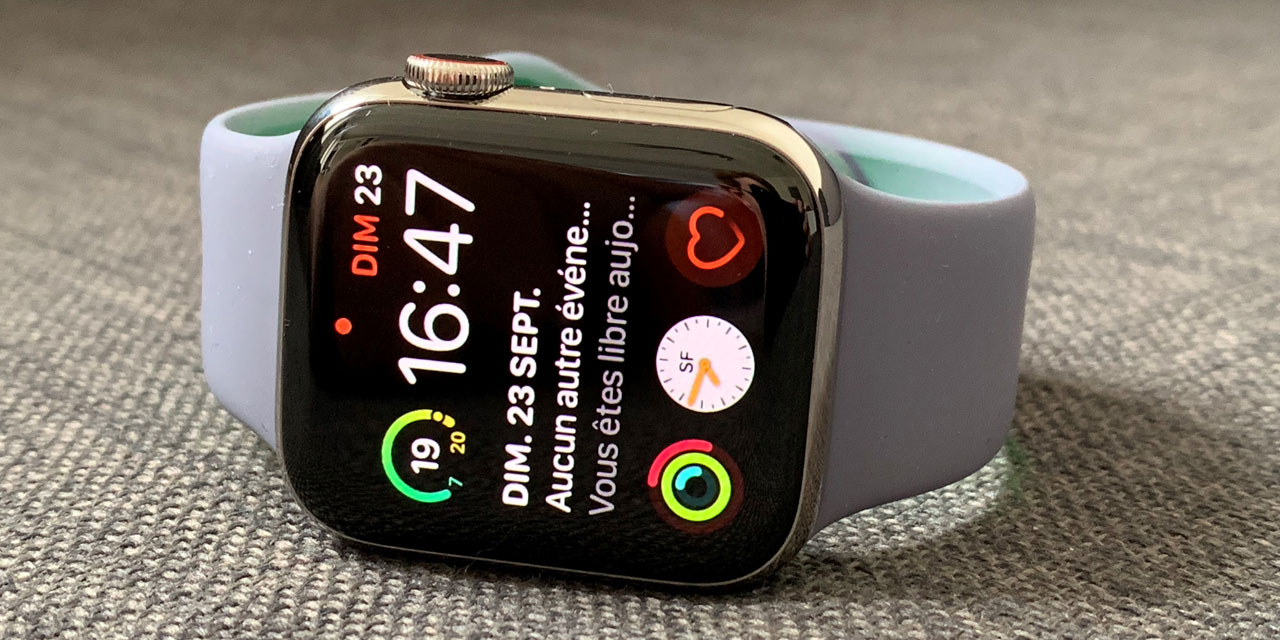 DIM 23
16:47
19
7 20
DIM. 23 SEPT.
Aucun autre événe...
Vous êtes libre aujo...
SF